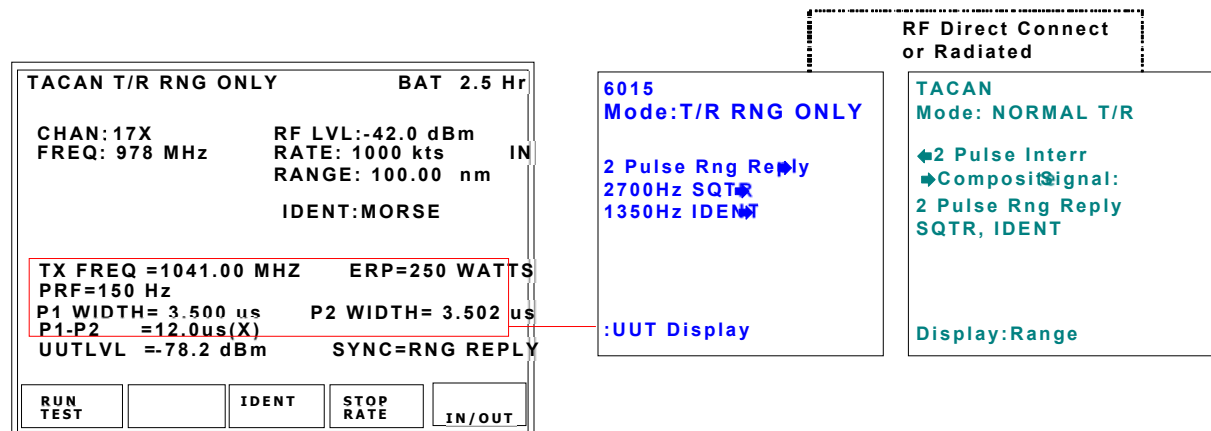 RF Direct Connect
or Radiated
TACAN T/R RNG ONLY BAT 2.5 Hr
CHAN: 17X RF LVL:-42.0 dBm
FREQ: 978 MHz RATE: 1000 kts IN
RANGE: 100.00 nm
IDENT:MORSE
TX FREQ =1041.00 MHZ ERP=250 WATTS
PRF=150 Hz
P1 WIDTH= 3.500 us P2 WIDTH= 3.502 us
P1-P2 =12.0us(X)
UUTLVL =-78.2 dBm SYNC=RNG REPLY
RUN TEST
IDENT
STOP RATE
IN/OUT
6015
Mode:T/R RNG ONLY
2 Pulse Rng Reply
2700Hz SQTR
1350Hz IDENT
:UUT Display
TACAN
Mode: NORMAL T/R
2 Pulse Interr
Composite Signal:
2 Pulse Rng Reply
SQTR, IDENT
Display:Range